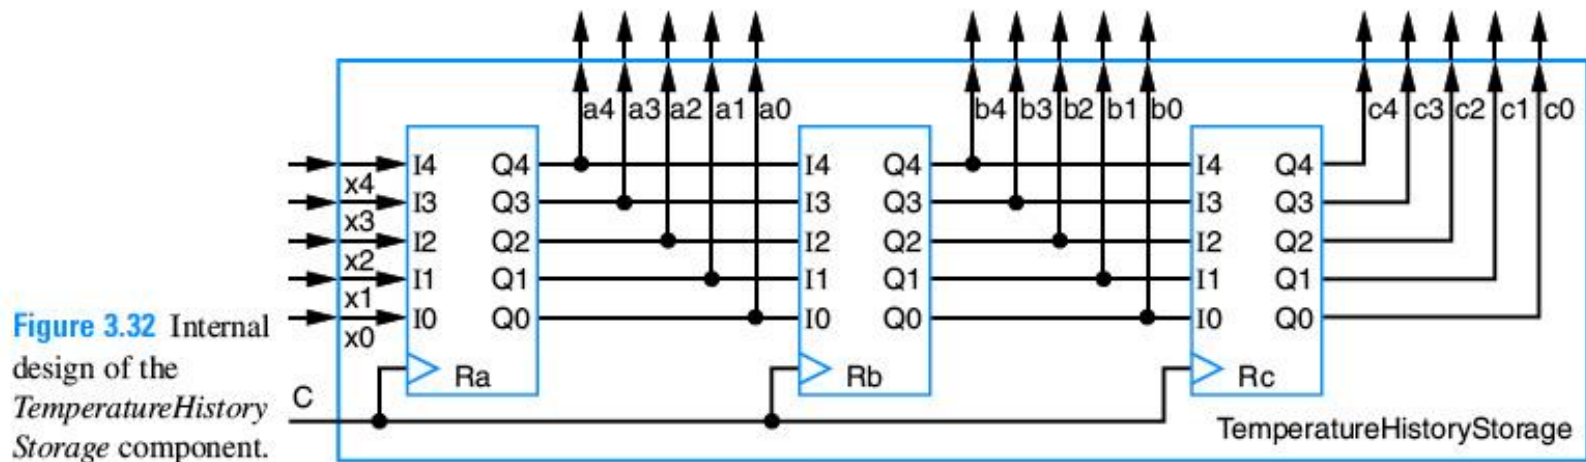 a4 a3 a2 a1 a0 b4 b3 b2 b1 b0 c4 c3 c2 c1 c0
I4 Q4 I4 Q4 I4 Q4
x4
I3 Q3 I3 Q3 I3 Q3
x3
I2 Q2 I2 Q2 I2 Q2
x2
I1 Q1 I1 Q1 I1 Q1
x1
I0 Q0 I0 Q0 I0 Q0
x0
Ra Rb Rc
C
TemperatureHistoryStorage
Figure 3.32 Internal
design of the
TemperatureHistory
Storage component.